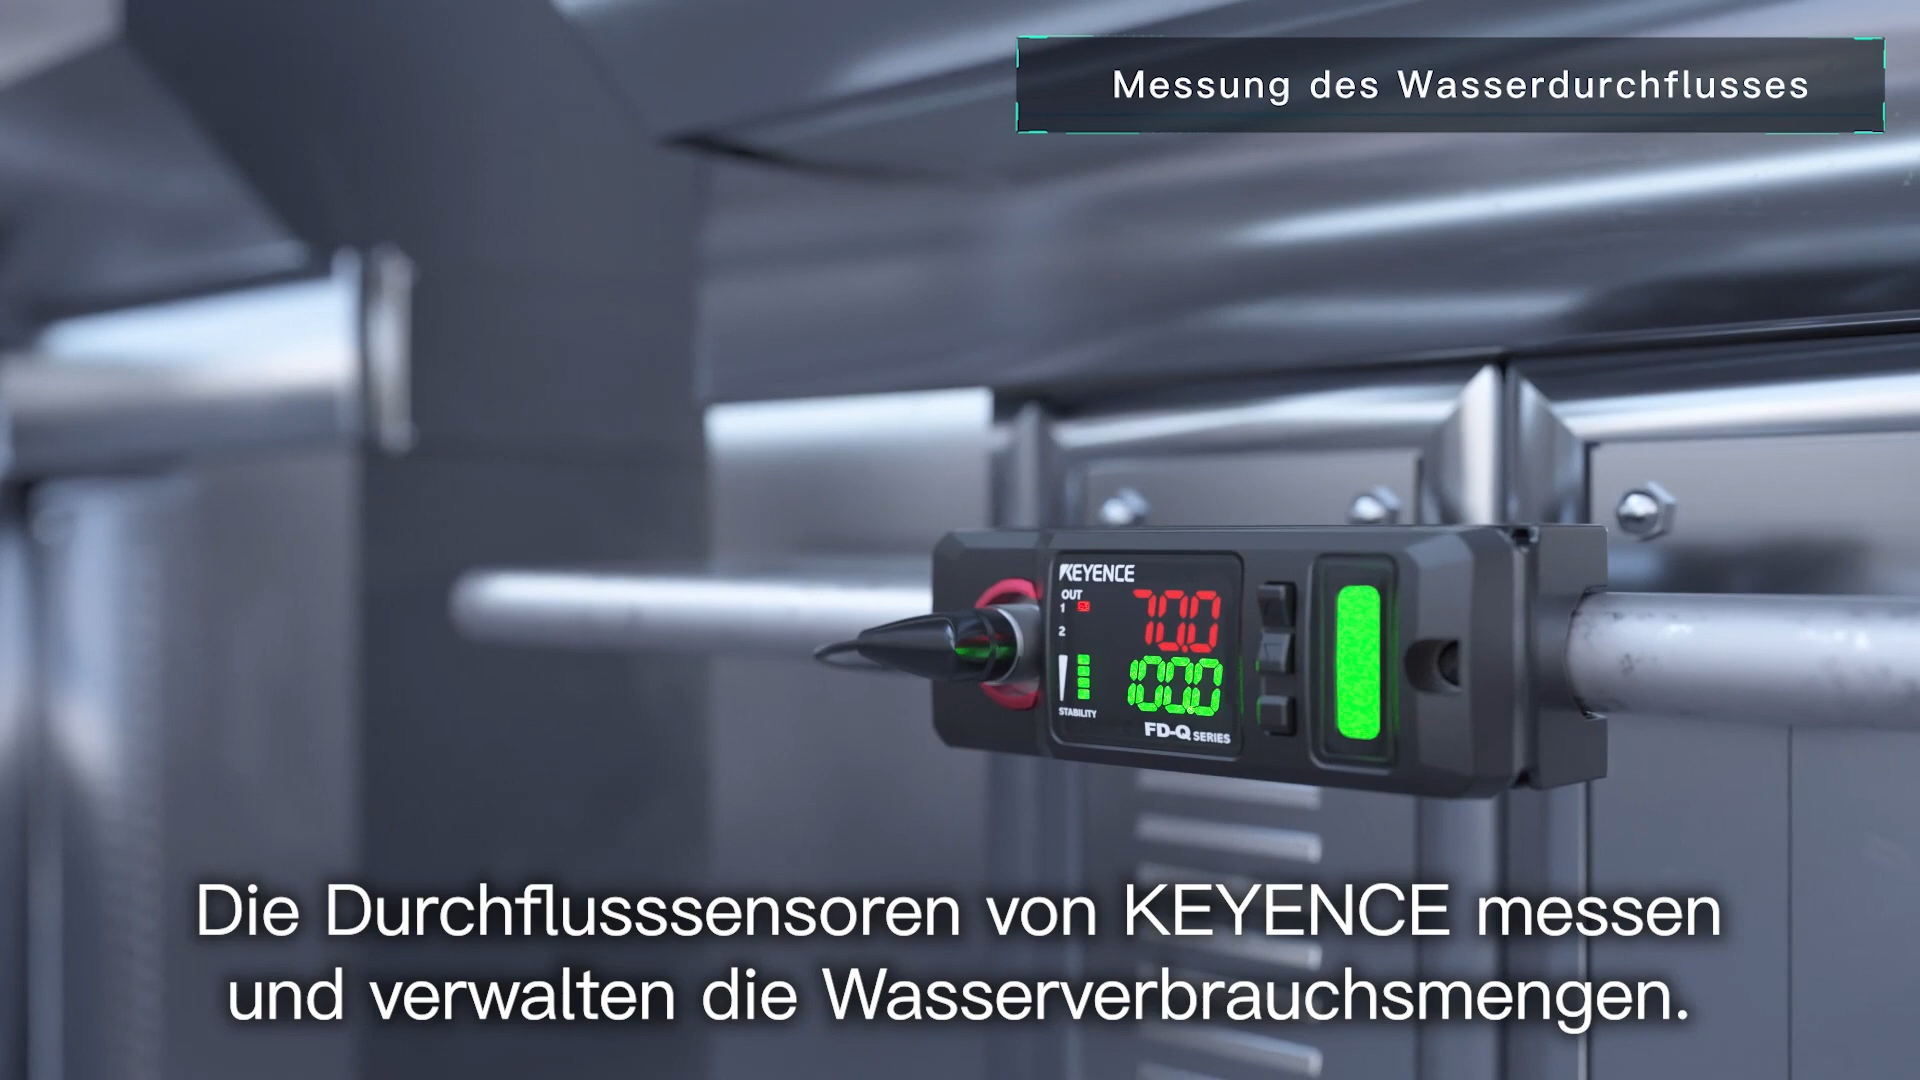 Messung des Wasserdurchflusses
KEYENCE
OUT
1
2
70.0
100.0
STABILITY
FD-Q SERIES
Die Durchflusssensoren von KEYENCE messen
und verwalten die Wasserverbrauchsmengen.